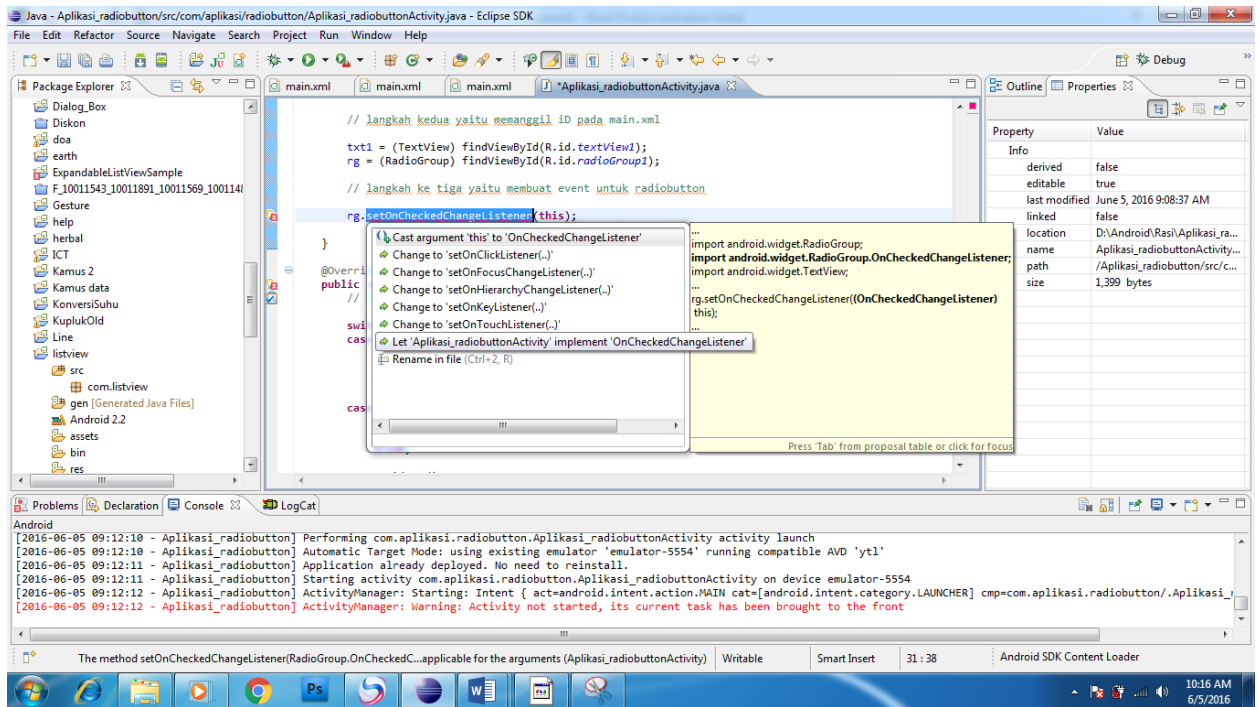 Java - Aplikasi_radiobutton/src/com/aplikasi/radiobutton/Aplikasi_radiobuttonActivity.java - Eclipse SDK
File Edit Refactor Source Navigate Search Project Run Window Help
Debug
Package Explorer
main.xml
main.xml
main.xml
*Aplikasi_radiobuttonActivity.java
Outline
Properties
Dialog_Box
Diskon
doa
earth
ExpandableListViewSample
F_10011543_10011891_10011569_1001148
Gesture
help
herbal
ICT
Kamus 2
Kamus data
KonversiSuhu
KuplukOld
Line
listview
src
com.listview
gen [Generated Java Files]
Android 2.2
assets
bin
res
// langkah kedua yaitu memanggil iD pada main.xml
txt1 = (TextView) findViewById(R.id.textView1);
rg = (RadioGroup) findViewById(R.id.radioGroup1);
// langkah ke tiga yaitu membuat event untuk radiobutton
rg.setOnCheckedChangeListener(this);
}
@Overri
public
//
swi
cas
cas
Cast argument 'this' to 'OnCheckedChangeListener'
Change to 'setOnClickListener(..)'
Change to 'setOnFocusChangeListener(..)'
Change to 'setOnHierarchyChangeListener(..)'
Change to 'setOnKeyListener(..)'
Change to 'setOnTouchListener(..)'
Let 'Aplikasi_radiobuttonActivity' implement 'OnCheckedChangeListener'
Rename in file (Ctrl+2, R)
...
import android.widget.RadioGroup;
import android.widget.RadioGroup.OnCheckedChangeListener;
import android.widget.TextView;
...
rg.setOnCheckedChangeListener((OnCheckedChangeListener)
this);
...
Press 'Tab' from proposal table or click for focus
Property Value
Info
derived false
editable true
last modified June 5, 2016 9:08:37 AM
linked false
location D:\Android\Rasi\Aplikasi_ra...
name Aplikasi_radiobuttonActivity...
path /Aplikasi_radiobutton/src/c...
size 1,399 bytes
Problems Declaration Console LogCat
Android
[2016-06-05 09:12:10 - Aplikasi_radiobutton] Performing com.aplikasi.radiobutton.Aplikasi_radiobuttonActivity activity launch
[2016-06-05 09:12:10 - Aplikasi_radiobutton] Automatic Target Mode: using existing emulator 'emulator-5554' running compatible AVD 'ytl'
[2016-06-05 09:12:11 - Aplikasi_radiobutton] Application already deployed. No need to reinstall.
[2016-06-05 09:12:11 - Aplikasi_radiobutton] Starting activity com.aplikasi.radiobutton.Aplikasi_radiobuttonActivity on device emulator-5554
[2016-06-05 09:12:12 - Aplikasi_radiobutton] ActivityManager: Starting: Intent { act=android.intent.action.MAIN cat=[android.intent.category.LAUNCHER] cmp=com.aplikasi.radiobutton/.Aplikasi_
[2016-06-05 09:12:12 - Aplikasi_radiobutton] ActivityManager: Warning: Activity not started, its current task has been brought to the front
The method setOnCheckedChangeListener(RadioGroup.OnCheckedC...applicable for the arguments (Aplikasi_radiobuttonActivity)
Writable
Smart Insert
31 : 38
Android SDK Content Loader
Ps
10:16 AM
6/5/2016